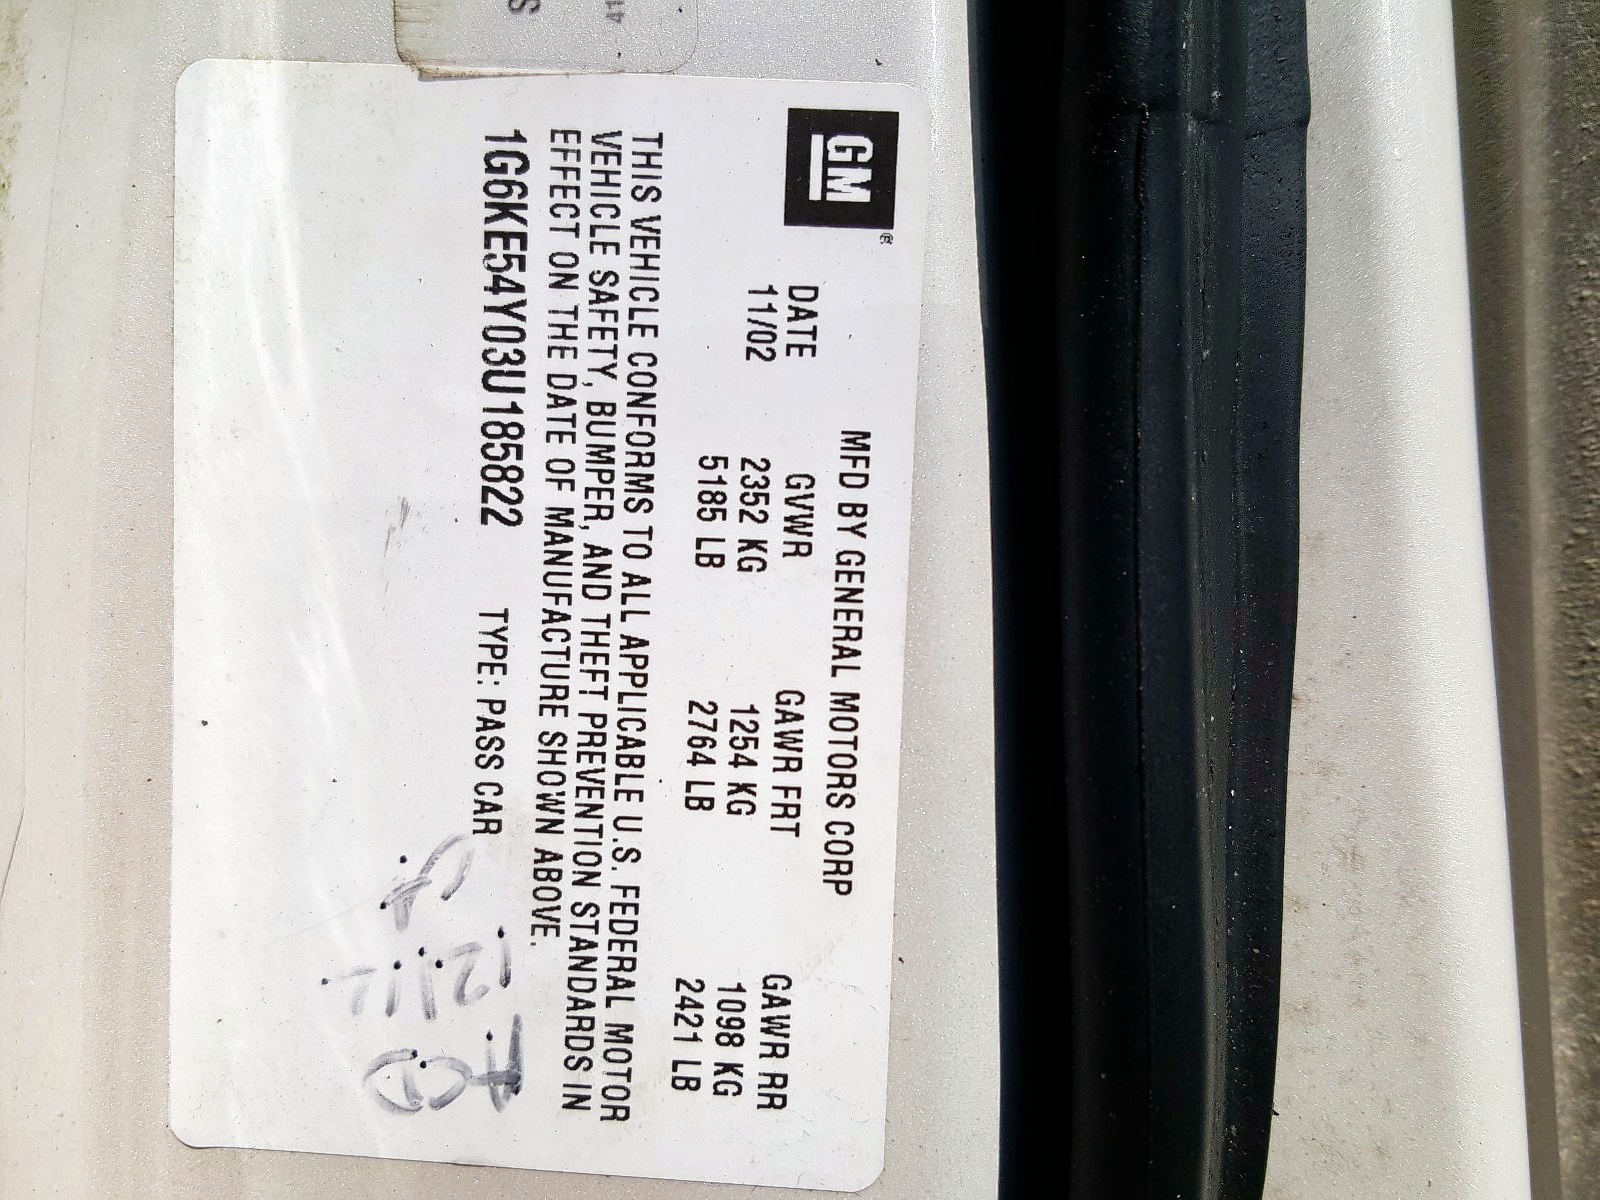 GM®
MFD BY GENERAL MOTORS CORP
DATE GVWR GAWR FRT GAWR RR
11/02 2352 KG 1254 KG 1098 KG
5185 LB 2764 LB 2421 LB
THIS VEHICLE CONFORMS TO ALL APPLICABLE U.S. FEDERAL MOTOR
VEHICLE SAFETY, BUMPER, AND THEFT PREVENTION STANDARDS IN
EFFECT ON THE DATE OF MANUFACTURE SHOWN ABOVE.
1G6KE54Y03U185822 TYPE: PASS CAR